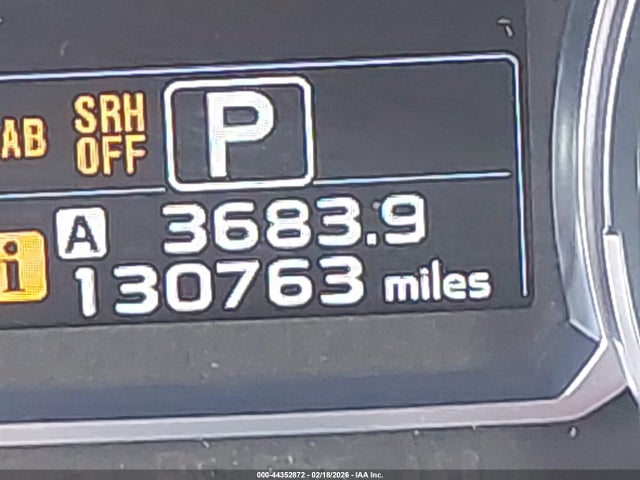 AB SRH OFF P
i A 3683.9
130763 miles
000-44352872 - 02/18/2026 - IAA Inc.